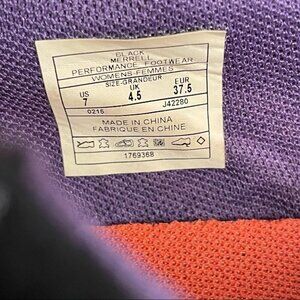 BLACK
MERRELL
PERFORMANCE FOOTWEAR
WOMENS-FEMMES
SIZE-GRANDEUR
US UK EUR
7 4.5 37.5
0216 J42280
MADE IN CHINA
FABRIQUE EN CHINE
1769368